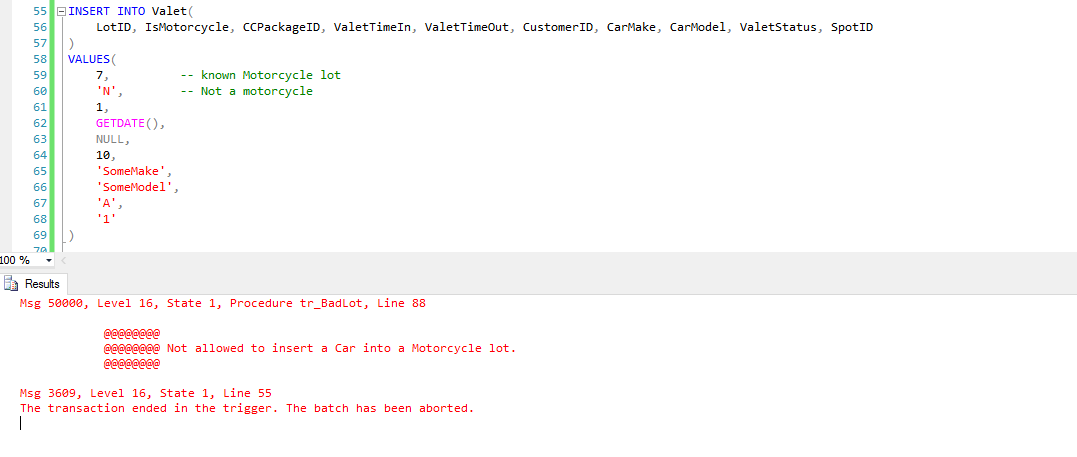 55 INSERT INTO Valet(
56 LotID, IsMotorcycle, CCPackageID, ValetTimeIn, ValetTimeOut, CustomerID, CarMake, CarModel, ValetStatus, SpotID
57 )
58 VALUES(
59 7, -- known Motorcycle lot
60 'N', -- Not a motorcycle
61 1,
62 GETDATE(),
63 NULL,
64 10,
65 'SomeMake',
66 'SomeModel',
67 'A',
68 '1'
69 )
70
100 %
Results
Msg 50000, Level 16, State 1, Procedure tr_BadLot, Line 88
@@@@@@@@
@@@@@@@@ Not allowed to insert a Car into a Motorcycle lot.
@@@@@@@@
Msg 3609, Level 16, State 1, Line 55
The transaction ended in the trigger. The batch has been aborted.